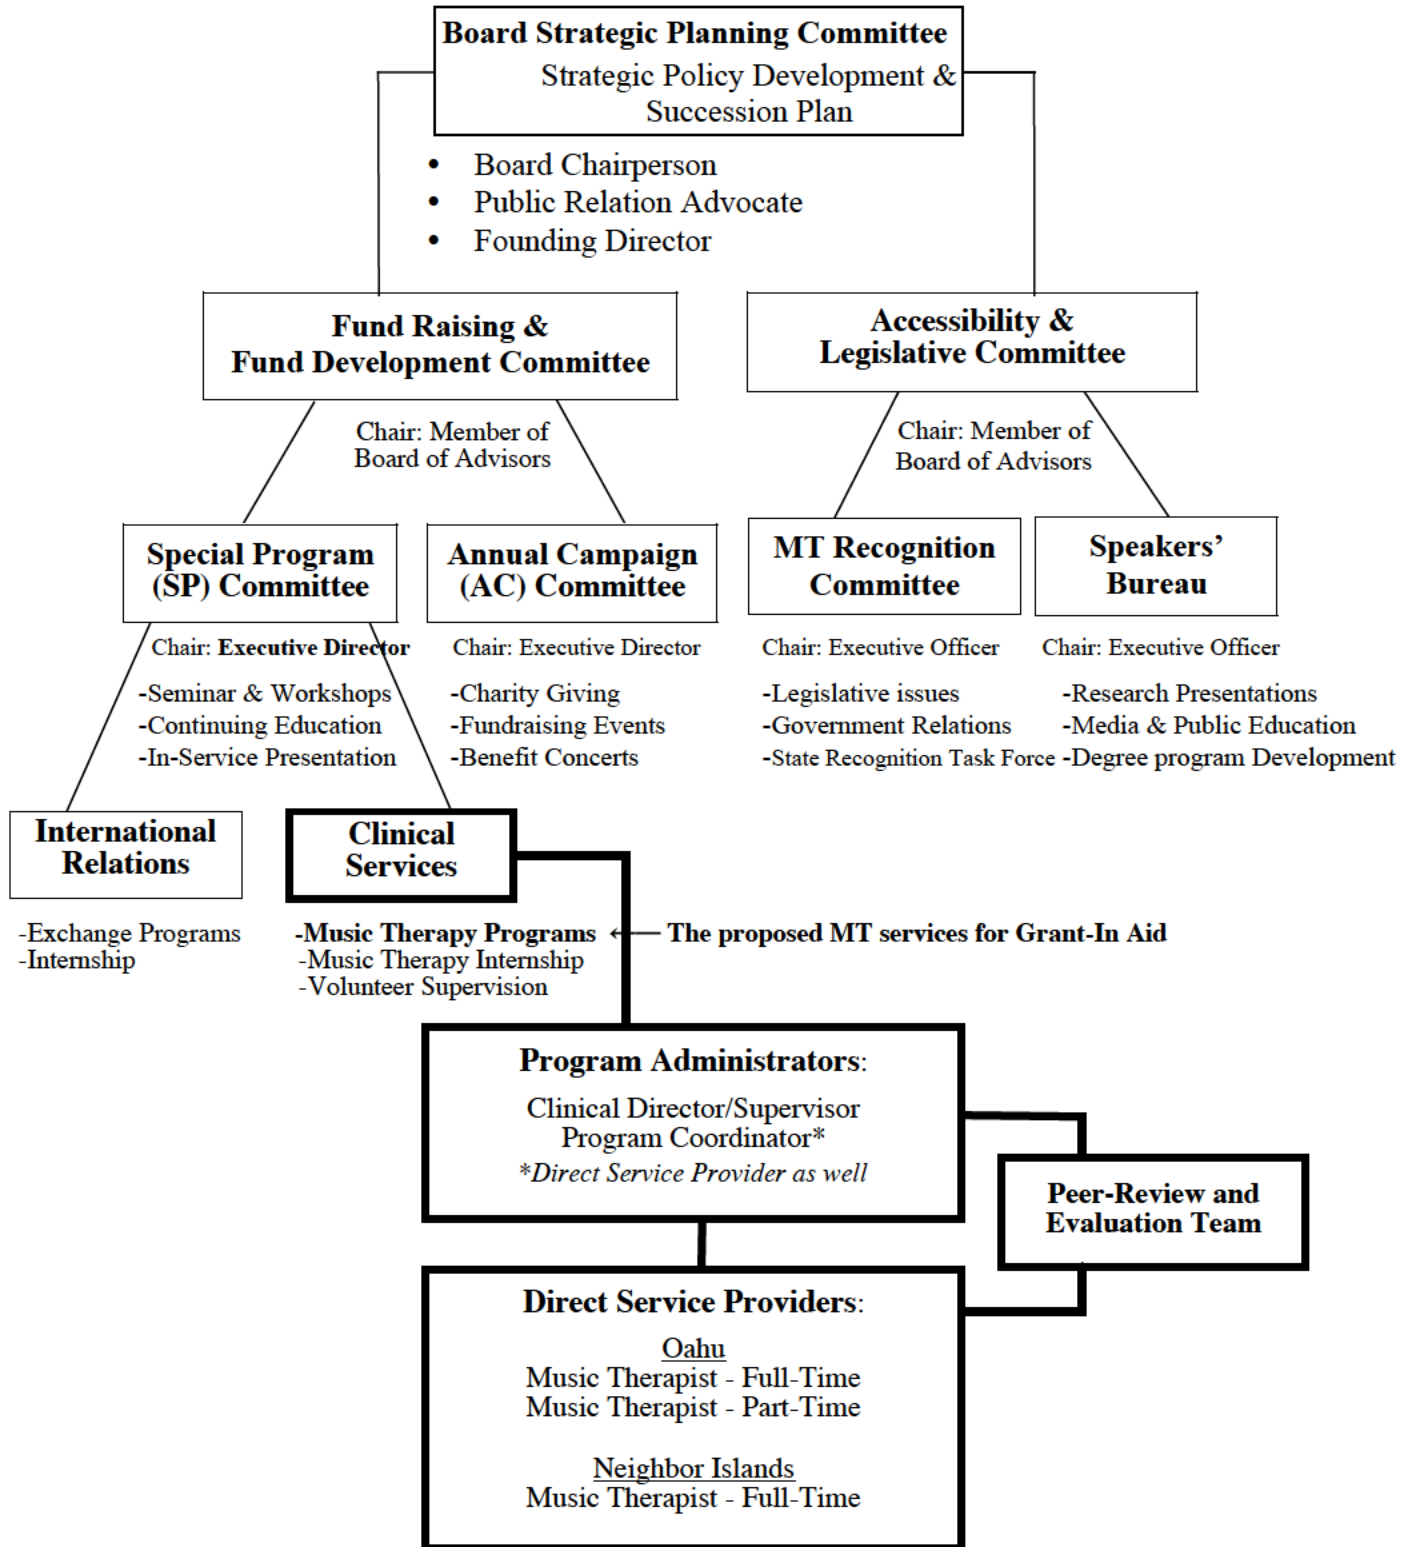 Board Strategic Planning Committee
Strategic Policy Development &
Succession Plan
• Board Chairperson
• Public Relation Advocate
• Founding Director
Fund Raising &
Fund Development Committee
Accessibility &
Legislative Committee
Chair: Member of
Board of Advisors
Chair: Member of
Board of Advisors
Special Program
(SP) Committee
Annual Campaign
(AC) Committee
MT Recognition
Committee
Speakers’
Bureau
Chair: Executive Director
-Seminar & Workshops
-Continuing Education
-In-Service Presentation
Chair: Executive Director
-Charity Giving
-Fundraising Events
-Benefit Concerts
Chair: Executive Officer
-Legislative issues
-Government Relations
-State Recognition Task Force
Chair: Executive Officer
-Research Presentations
-Media & Public Education
-Degree program Development
International
Relations
-Exchange Programs
-Internship
Clinical
Services
-Music Therapy Programs
-Music Therapy Internship
-Volunteer Supervision
The proposed MT services for Grant-In Aid
Program Administrators:
Clinical Director/Supervisor
Program Coordinator*
*Direct Service Provider as well
Peer-Review and
Evaluation Team
Direct Service Providers:
Oahu
Music Therapist - Full-Time
Music Therapist - Part-Time
Neighbor Islands
Music Therapist - Full-Time